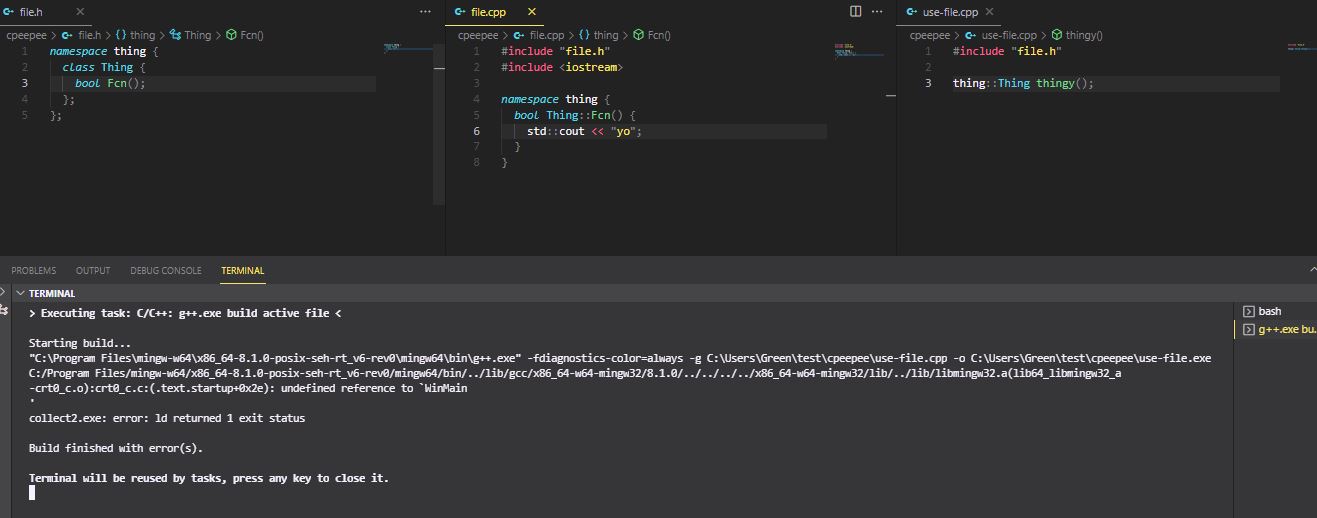 file.h
cpeepee > file.h > {} thing > Thing > Fcn()
1 namespace thing {
2 class Thing {
3 bool Fcn();
4 };
5 };
file.cpp
cpeepee > file.cpp > {} thing > Fcn()
1 #include "file.h"
2 #include <iostream>
3
4 namespace thing {
5 bool Thing::Fcn() {
6 std::cout << "yo";
7 }
8 }
use-file.cpp
cpeepee > use-file.cpp > thingy()
1 #include "file.h"
2
3 thing::Thing thingy();
PROBLEMS OUTPUT DEBUG CONSOLE TERMINAL
TERMINAL
> Executing task: C/C++: g++.exe build active file <
Starting build...
"C:\Program Files\mingw-w64\x86_64-8.1.0-posix-seh-rt_v6-rev0\mingw64\bin\g++.exe" -fdiagnostics-color=always -g C:\Users\Green\test\cpeepee\use-file.cpp -o C:\Users\Green\test\cpeepee\use-file.exe
C:/Program Files/mingw-w64/x86_64-8.1.0-posix-seh-rt_v6-rev0/mingw64/bin/../lib/gcc/x86_64-w64-mingw32/8.1.0/../../../../x86_64-w64-mingw32/lib/../lib/libmingw32.a(lib64_libmingw32_a
-crt0_c.o):crt0_c.c:(.text.startup+0x2e): undefined reference to `WinMain
'
collect2.exe: error: ld returned 1 exit status
Build finished with error(s).
Terminal will be reused by tasks, press any key to close it.
bash
g++.exe bu...